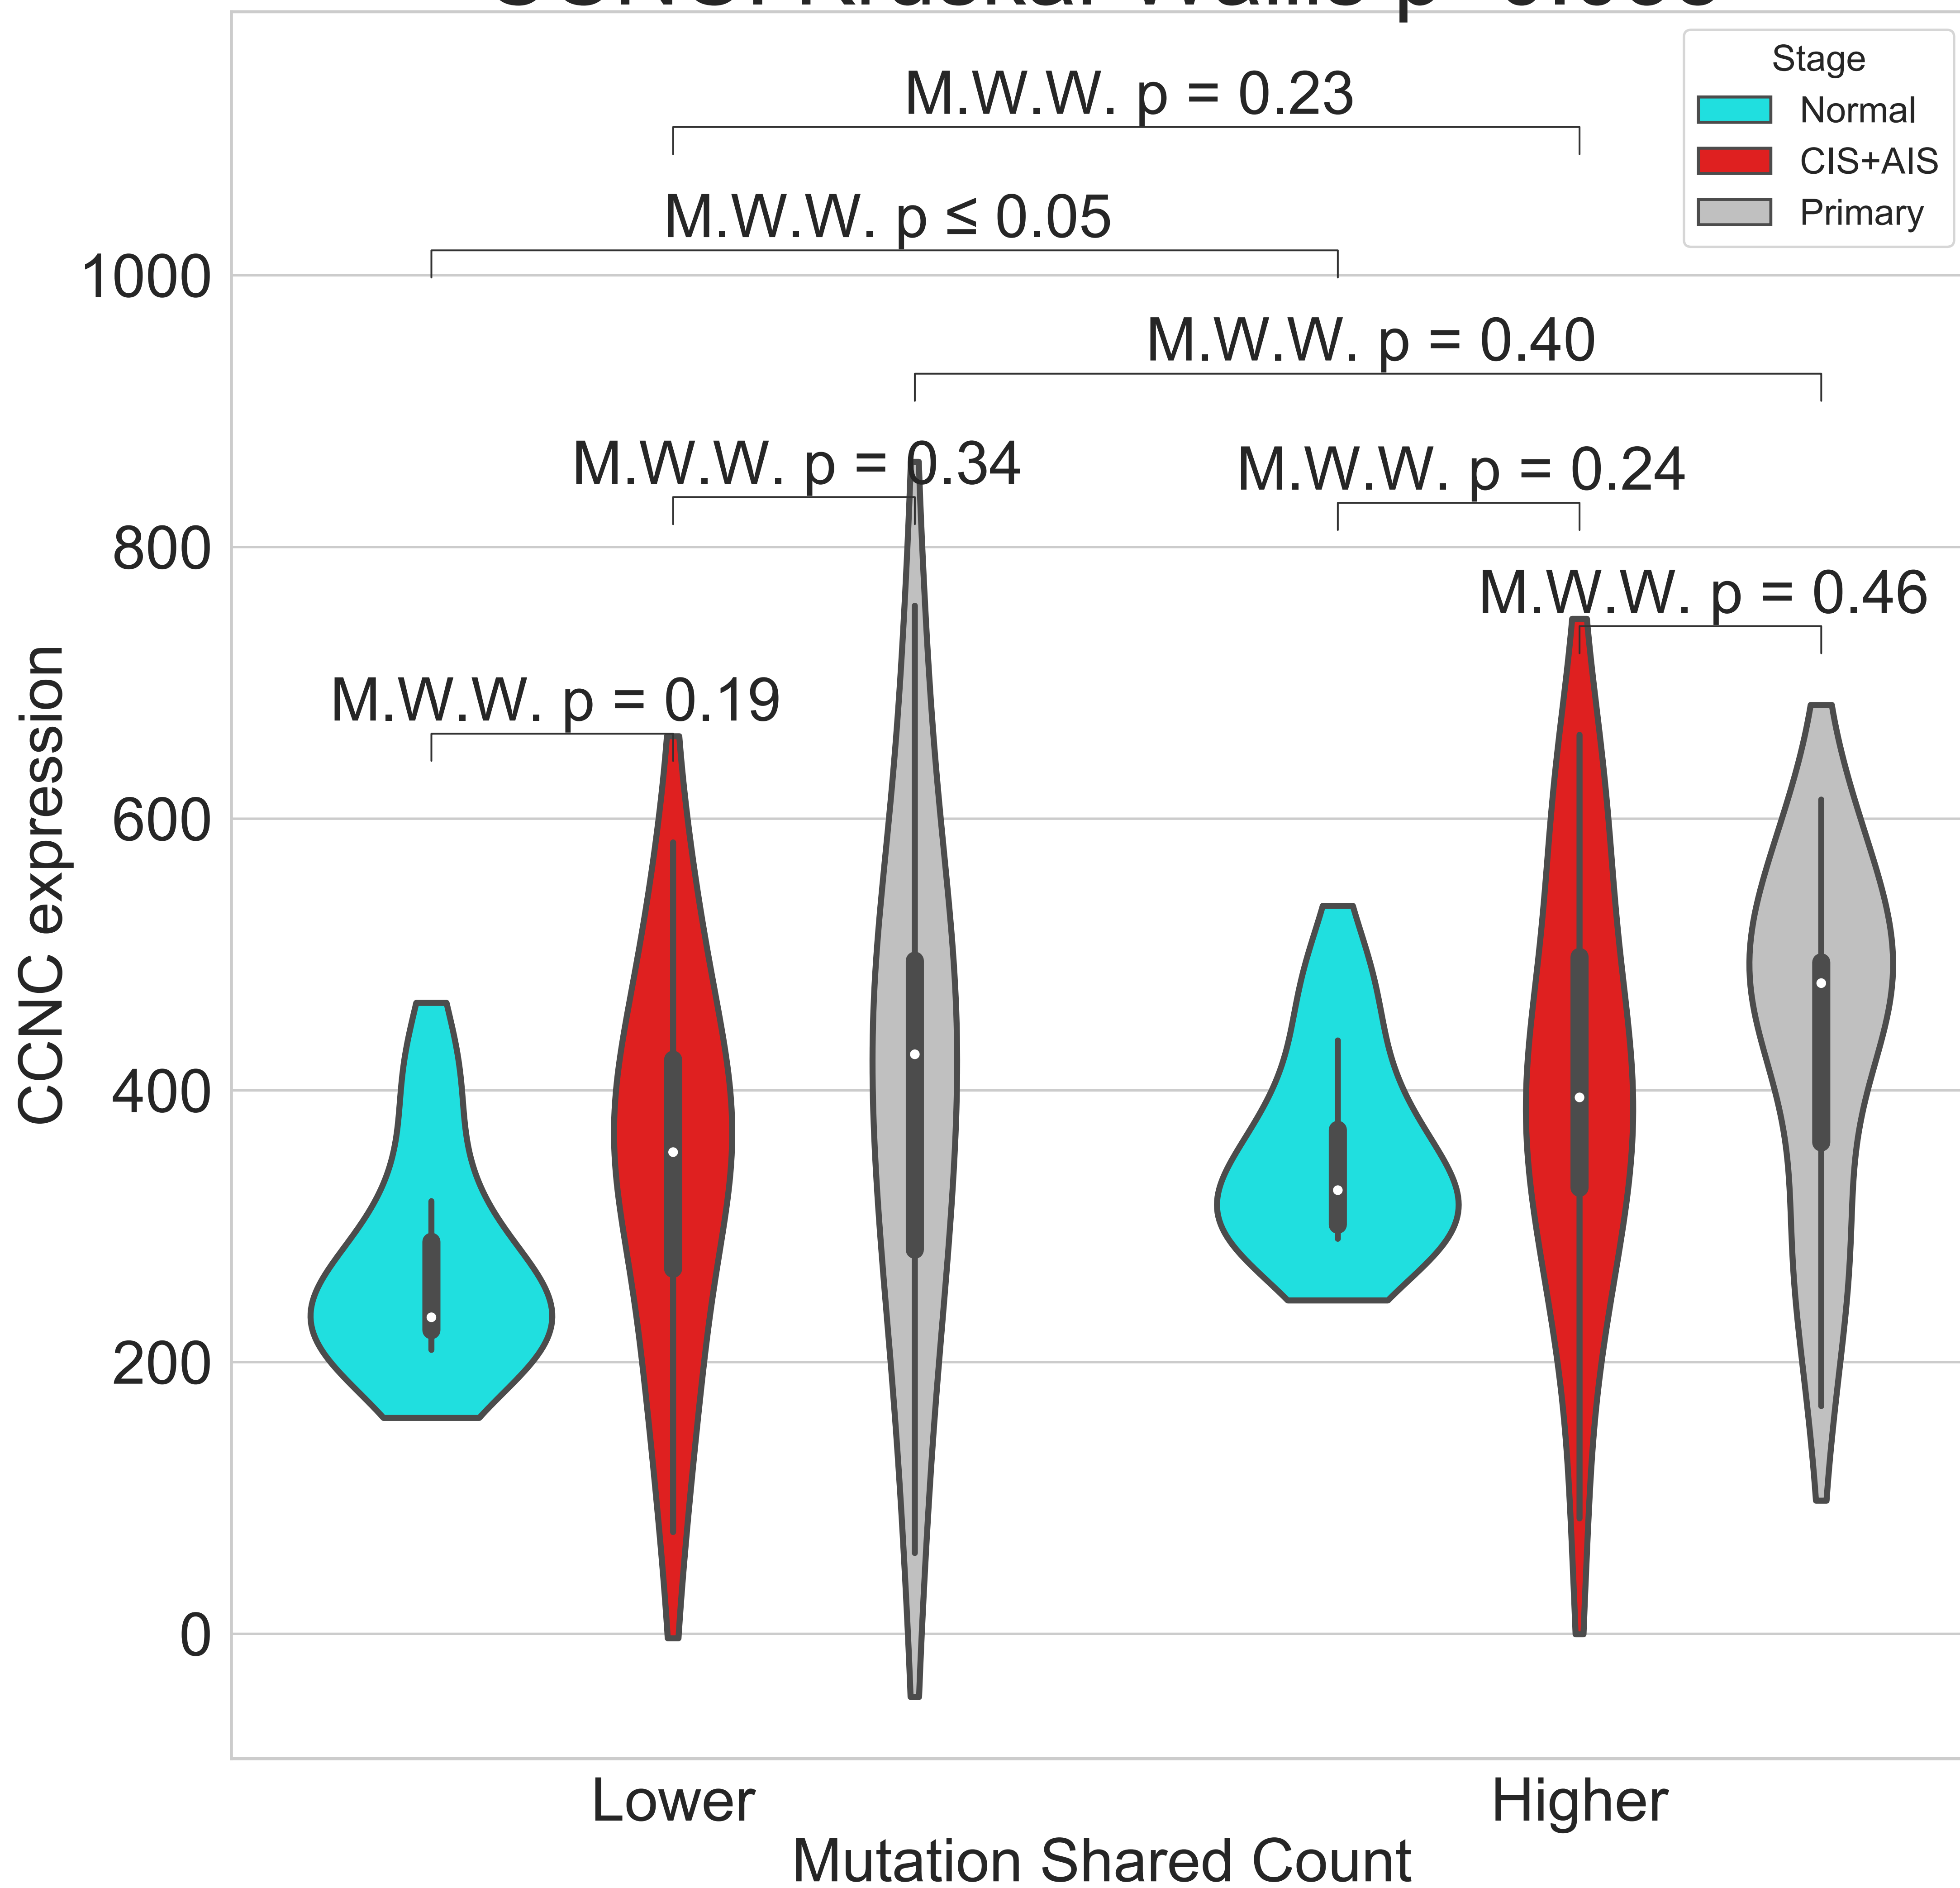 Stage
Normal
CIS+AIS
Primary
M.W.W. p = 0.23
M.W.W. p ≤ 0.05
M.W.W. p = 0.40
M.W.W. p = 0.34
M.W.W. p = 0.24
M.W.W. p = 0.46
M.W.W. p = 0.19
1000
800
600
400
200
0
CCNC expression
Lower
Higher
Mutation Shared Count